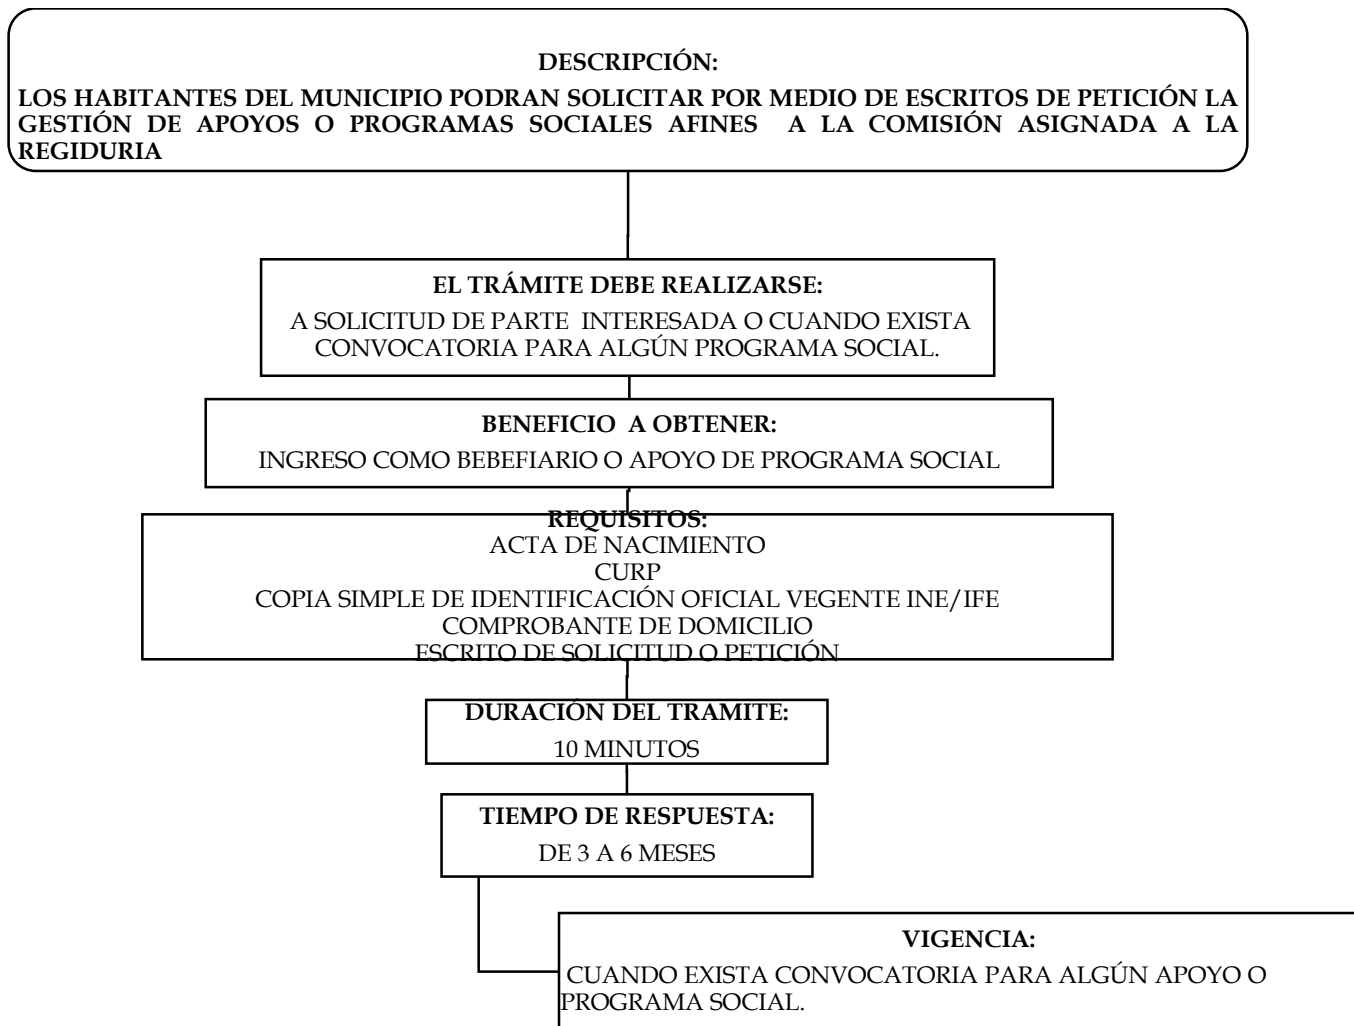 DESCRIPCIÓN:
LOS HABITANTES DEL MUNICIPIO PODRAN SOLICITAR POR MEDIO DE ESCRITOS DE PETICIÓN LA
GESTIÓN DE APOYOS O PROGRAMAS SOCIALES AFINES A LA COMISIÓN ASIGNADA A LA
REGIDURIA
EL TRÁMITE DEBE REALIZARSE:
A SOLICITUD DE PARTE INTERESADA O CUANDO EXISTA
CONVOCATORIA PARA ALGÚN PROGRAMA SOCIAL.
BENEFICIO A OBTENER:
INGRESO COMO BEBEFIARIO O APOYO DE PROGRAMA SOCIAL
REQUISITOS:
ACTA DE NACIMIENTO
CURP
COPIA SIMPLE DE IDENTIFICACIÓN OFICIAL VEGENTE INE/IFE
COMPROBANTE DE DOMICILIO
ESCRITO DE SOLICITUD O PETICIÓN
DURACIÓN DEL TRAMITE:
10 MINUTOS
TIEMPO DE RESPUESTA:
DE 3 A 6 MESES
VIGENCIA:
CUANDO EXISTA CONVOCATORIA PARA ALGÚN APOYO O
PROGRAMA SOCIAL.